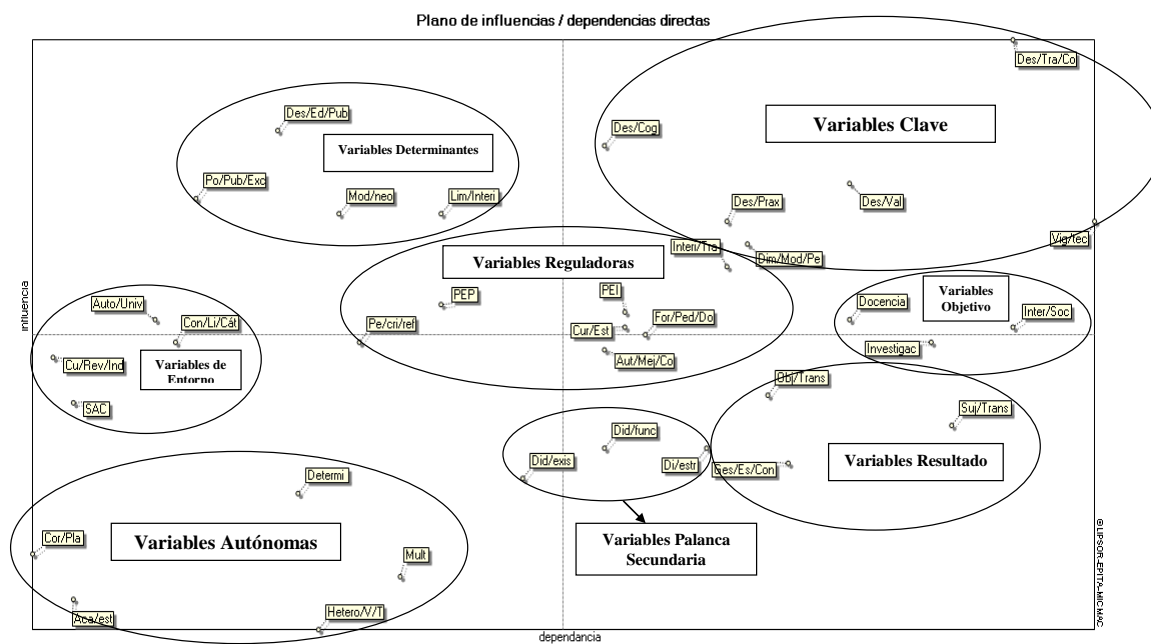 Plano de influencias / dependencias directas
Des/Tra/Co
Des/Ed/Pub
Variables Clave
Des/Cog
Variables Determinantes
Po/Pub/Exc
Mod/neo
Lim/Interi
Des/Prax
Des/Val
Vig/tec
Interi/Tra
Dim/Mod/Pe
Variables Reguladoras
influencia
PEP
PEI
Variables
Objetivo
Auto/Univ
Con/Li/Cát
Docencia
Inter/Soc
Pe/cri/ref
Cur/Est
For/Ped/Do
Investigac
Cu/Rev/Ind
Variables de
Entorno
Aut/Mej/Co
SAC
Obj/Trans
Suj/Trans
Did/func
Did/exis
Di/estr
Ges/Es/Con
Variables Resultado
Determi
Cor/Pla
Variables Autónomas
Variables Palanca
Secundaria
Mult
Aca/est
Hetero/V/T
dependancia
© LIPSOR-EPITA-MICMAC